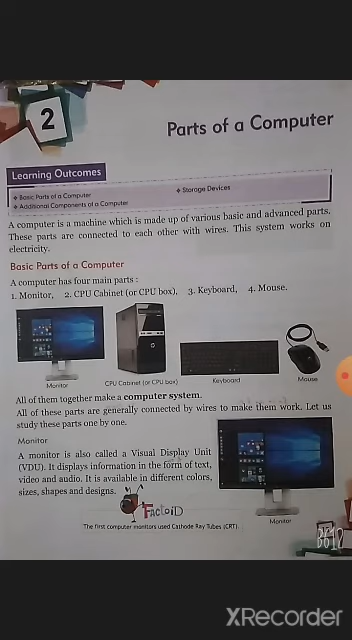 2
Parts of a Computer
Learning Outcomes
❖ Basic Parts of a Computer
❖ Storage Devices
❖ Additional Components of a Computer
A computer is a machine which is made up of various basic and advanced parts.
These parts are connected to each other with wires. This system works on
electricity.
Basic Parts of a Computer
A computer has four main parts :
1. Monitor, 2. CPU Cabinet (or CPU box), 3. Keyboard, 4. Mouse.
Monitor
CPU Cabinet (or CPU box)
Keyboard
Mouse
All of them together make a computer system.
All of these parts are generally connected by wires to make them work. Let us
study these parts one by one.
Monitor
A monitor is also called a Visual Display Unit
(VDU). It displays information in the form of text,
video and audio. It is available in different colors,
sizes, shapes and designs.
FACTOID
The first computer monitors used Cathode Ray Tubes (CRT).
Monitor
XRecorder